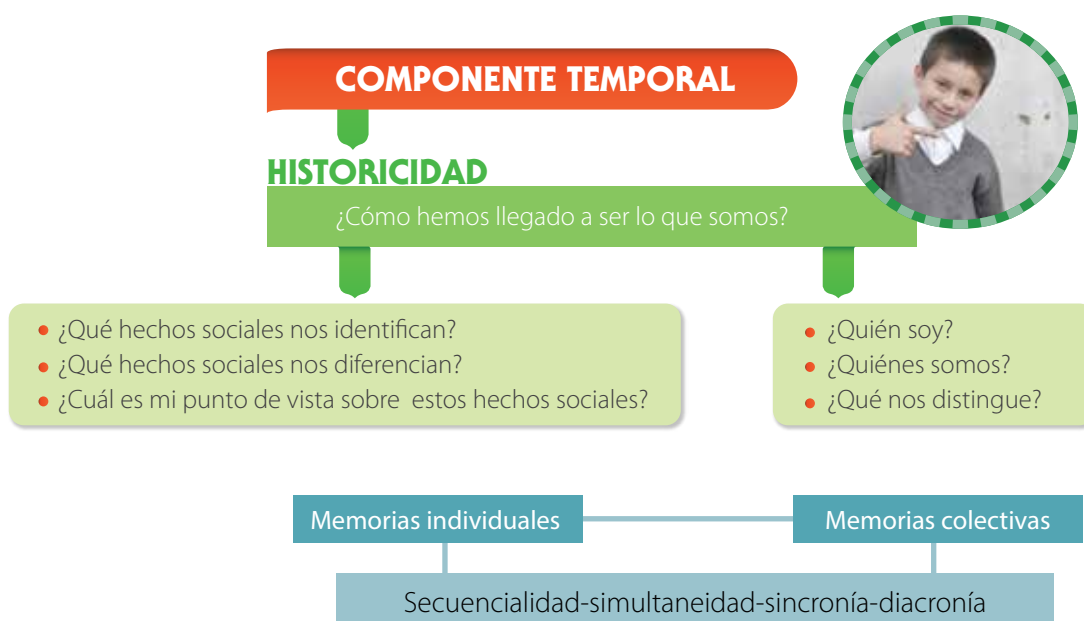 COMPONENTE TEMPORAL
HISTORICIDAD
¿Cómo hemos llegado a ser lo que somos?
¿Qué hechos sociales nos identifican?
¿Qué hechos sociales nos diferencian?
¿Cuál es mi punto de vista sobre estos hechos sociales?
¿Quién soy?
¿Quiénes somos?
¿Qué nos distingue?
Memorias individuales
Memorias colectivas
Secuencialidad-simultaneidad-sincronía-diacronía